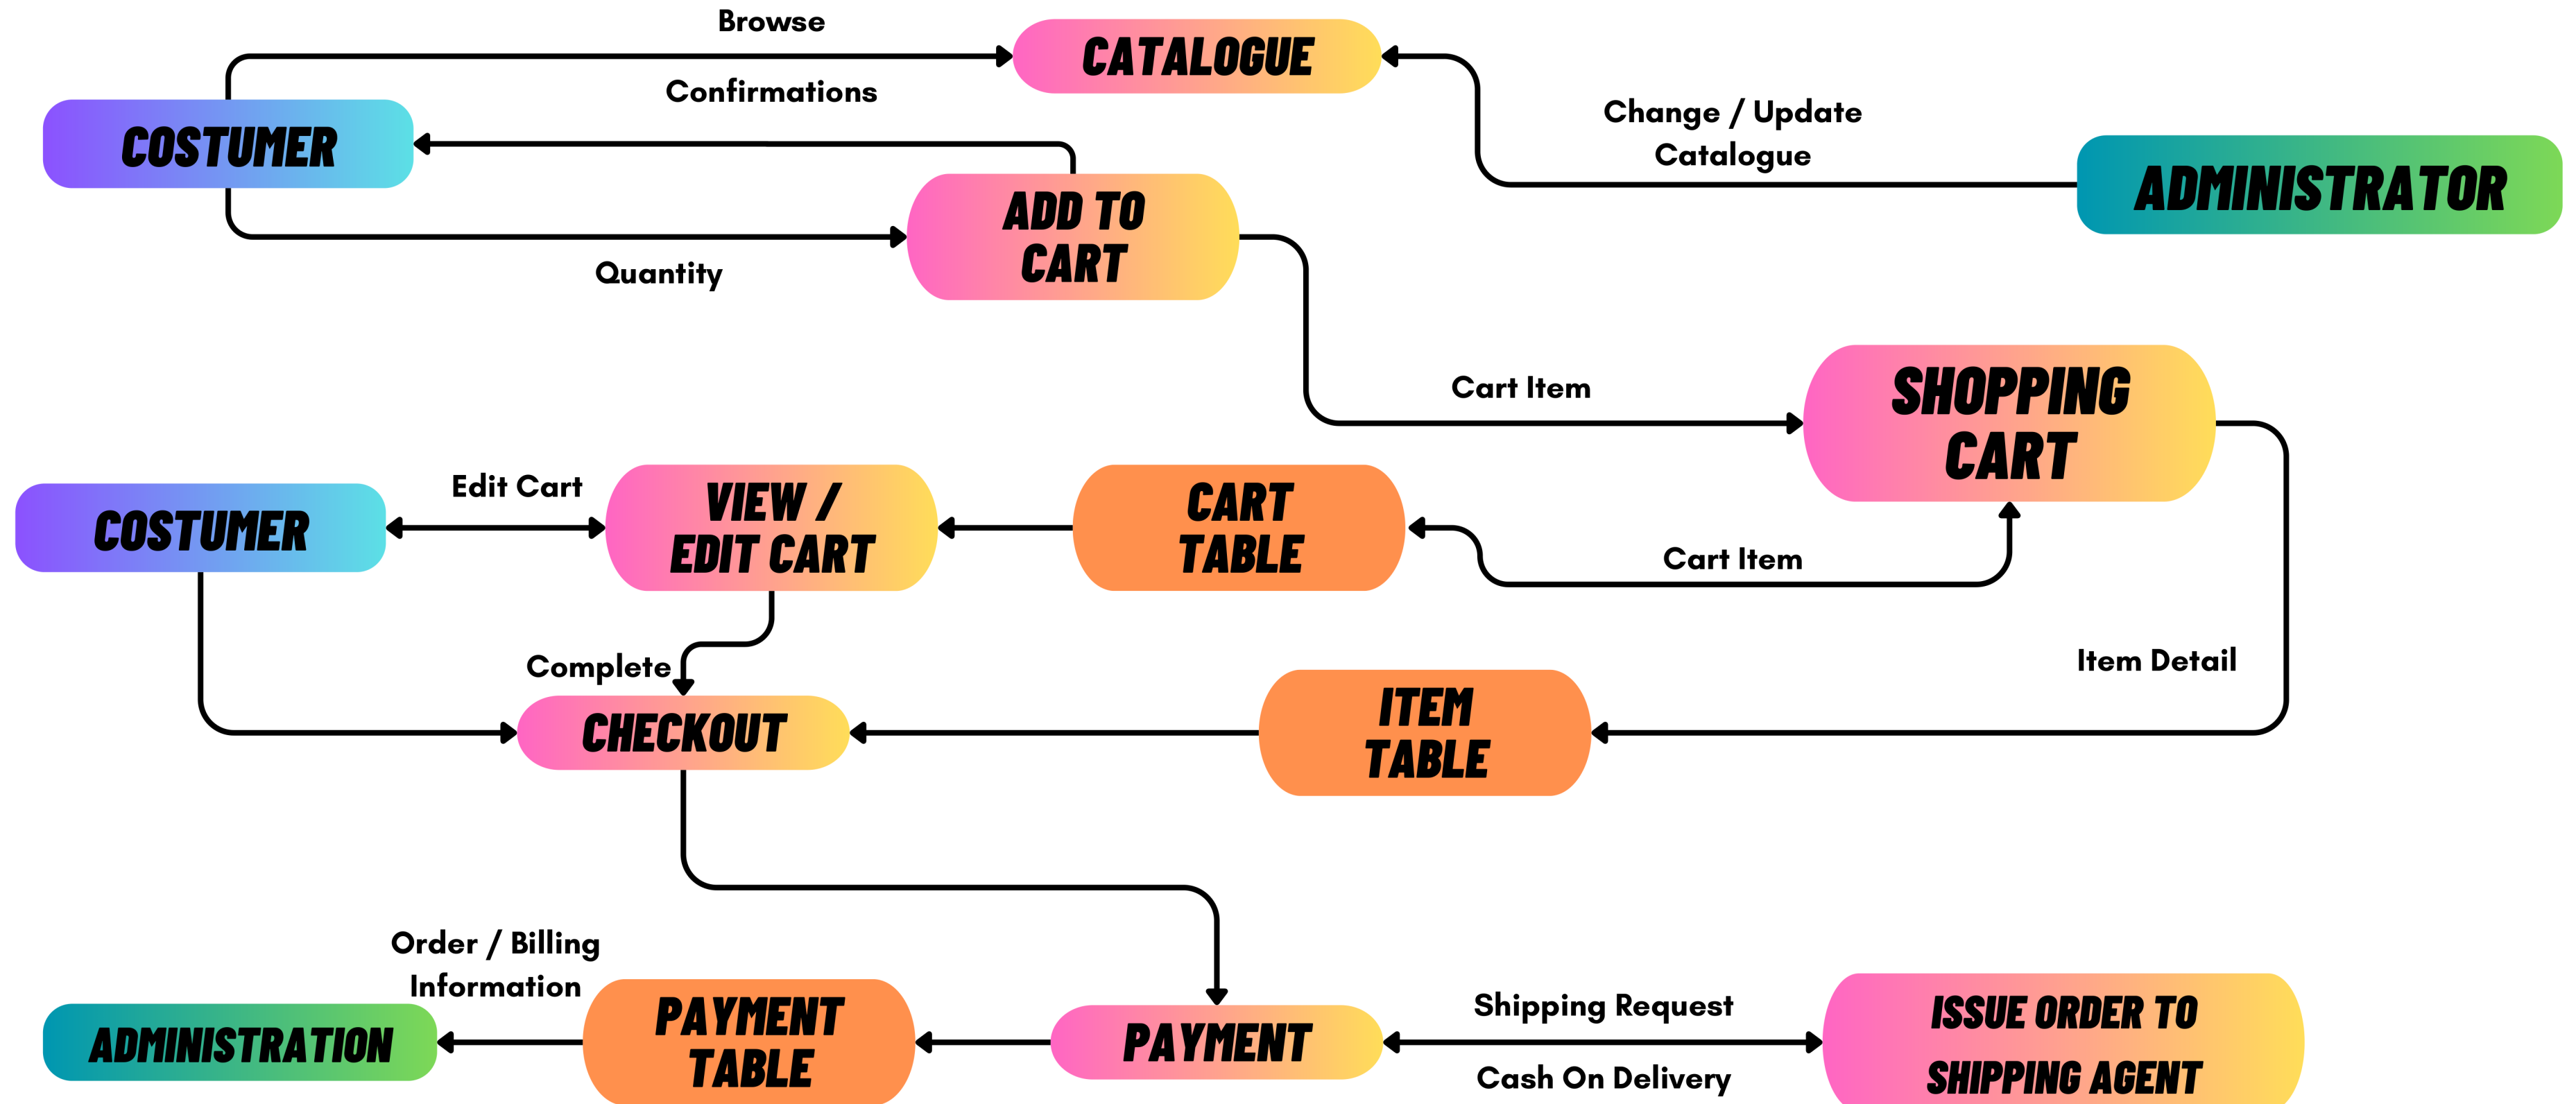 Browse
CATALOGUE
Confirmations
COSTUMER
Change / Update
Catalogue
ADMINISTRATOR
ADD TO
CART
Quantity
Cart Item
SHOPPING
CART
Edit Cart
COSTUMER
VIEW /
EDIT CART
CART
TABLE
Cart Item
Item Detail
Complete
CHECKOUT
ITEM
TABLE
Order / Billing
Information
ADMINISTRATION
PAYMENT
TABLE
PAYMENT
Shipping Request
Cash On Delivery
ISSUE ORDER TO
SHIPPING AGENT